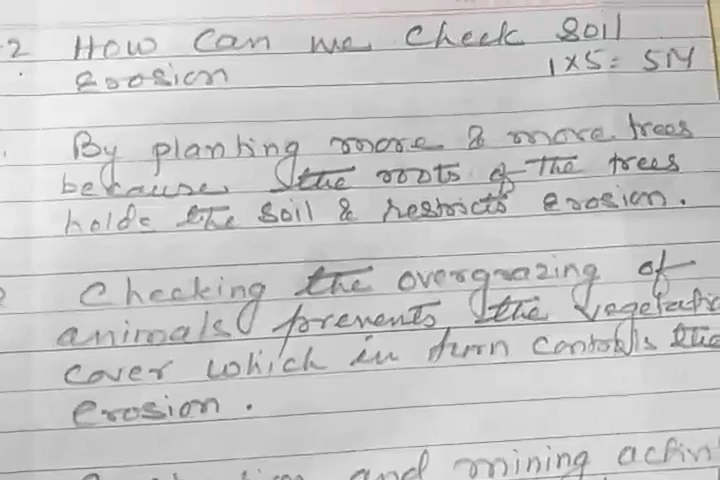 2 How can we check soil
erosion 1x5= 5M
By planting more & more trees
because the roots of the trees
holds the soil & restricts erosion.
Checking the overgrazing of
animals prevents the vegetative
cover which in turn controls the
erosion.
and mining activi